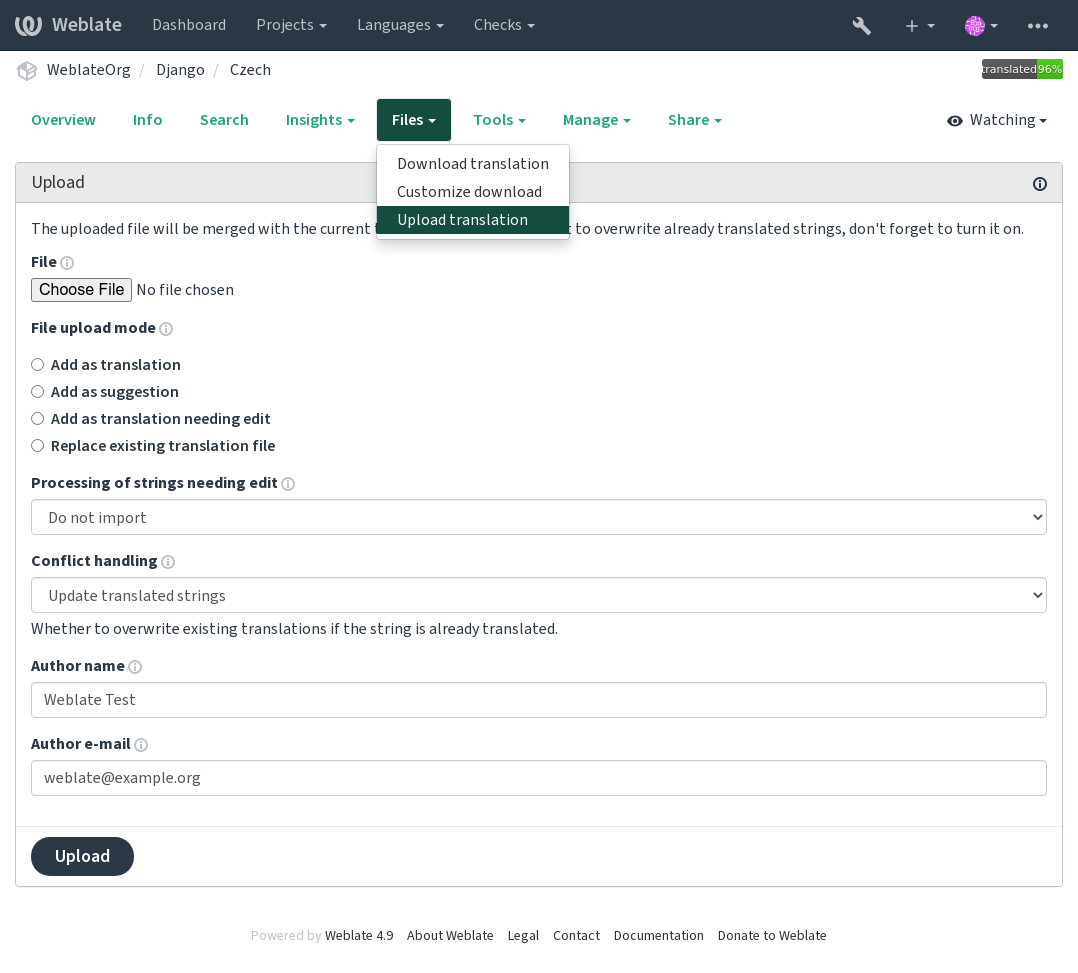 Weblate Dashboard Projects Languages Checks
WeblateOrg / Django / Czech translated 96%
Overview Info Search Insights Files Tools Manage Share Watching
Download translation
Customize download
Upload translation
Upload
The uploaded file will be merged with the current t to overwrite already translated strings, don't forget to turn it on.
File
Choose File No file chosen
File upload mode
Add as translation
Add as suggestion
Add as translation needing edit
Replace existing translation file
Processing of strings needing edit
Do not import
Conflict handling
Update translated strings
Whether to overwrite existing translations if the string is already translated.
Author name
Weblate Test
Author e-mail
weblate@example.org
Upload
Powered by Weblate 4.9 About Weblate Legal Contact Documentation Donate to Weblate